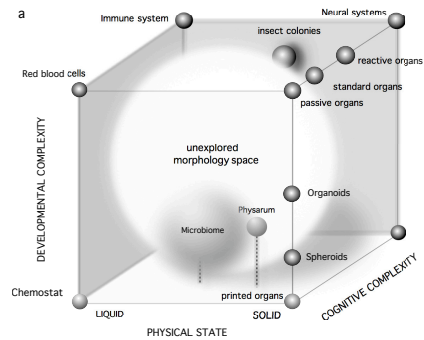 a
Immune system
Neural systems
insect colonies
reactive organs
Red blood cells
standard organs
passive organs
unexplored
morphology space
DEVELOPMENTAL COMPLEXITY
Organoids
Physarum
Microbiome
Spheroids
COGNITIVE COMPLEXITY
Chemostat
printed organs
LIQUID
SOLID
PHYSICAL STATE